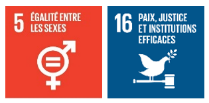 5 ÉGALITÉ ENTRE
LES SEXES
16 PAIX, JUSTICE
ET INSTITUTIONS
EFFICACES